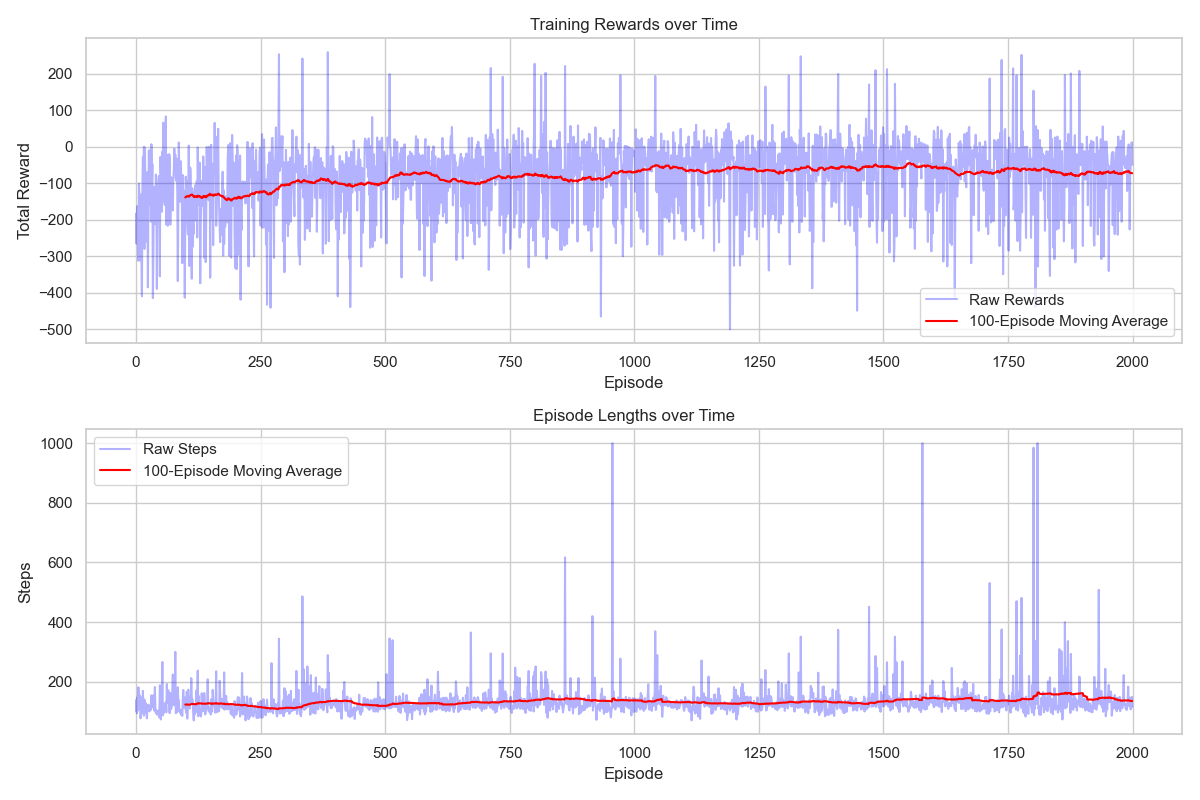 Training Rewards over Time
Total Reward
200
100
0
−100
−200
−300
−400
−500
Raw Rewards
100-Episode Moving Average
0 250 500 750 1000 1250 1500 1750 2000
Episode
Episode Lengths over Time
Steps
1000
800
600
400
200
Raw Steps
100-Episode Moving Average
0 250 500 750 1000 1250 1500 1750 2000
Episode